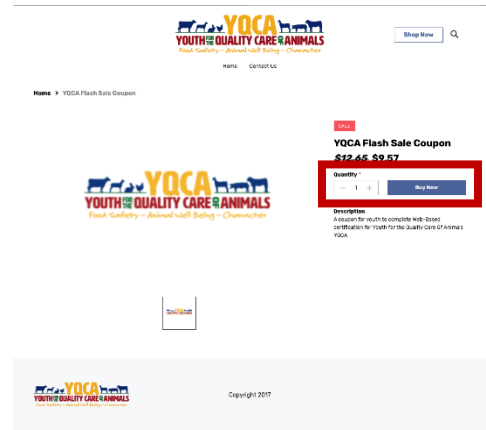 YQCA
YOUTH FOR THE QUALITY CARE OF ANIMALS
Food Safety - Animal Well Being - Character
Shop Now
Home Contact Us
Home YQCA Flash Sale Coupon
SALE
YQCA Flash Sale Coupon
$12.65 $9.57
Quantity *
− 1 +
Buy Now
YQCA
YOUTH FOR THE QUALITY CARE OF ANIMALS
Food Safety - Animal Well Being - Character
Description
A coupon for youth to complete Web-Based
certification for Youth for the Quality Care Of Animals
YQCA
YQCA
YOUTH FOR THE QUALITY CARE OF ANIMALS
Food Safety - Animal Well Being - Character
Copyright 2017